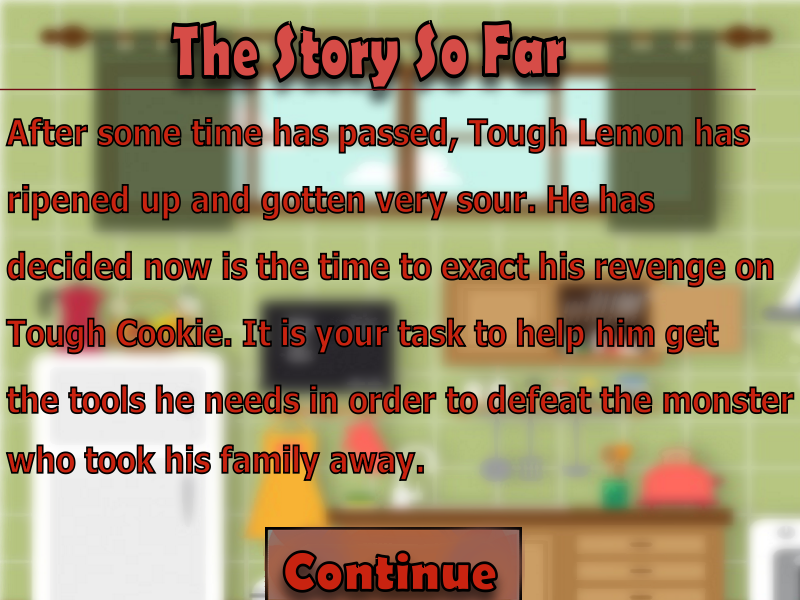 The Story So Far
After some time has passed, Tough Lemon has
ripened up and gotten very sour. He has
decided now is the time to exact his revenge on
Tough Cookie. It is your task to help him get
the tools he needs in order to defeat the monster
who took his family away.
Continue